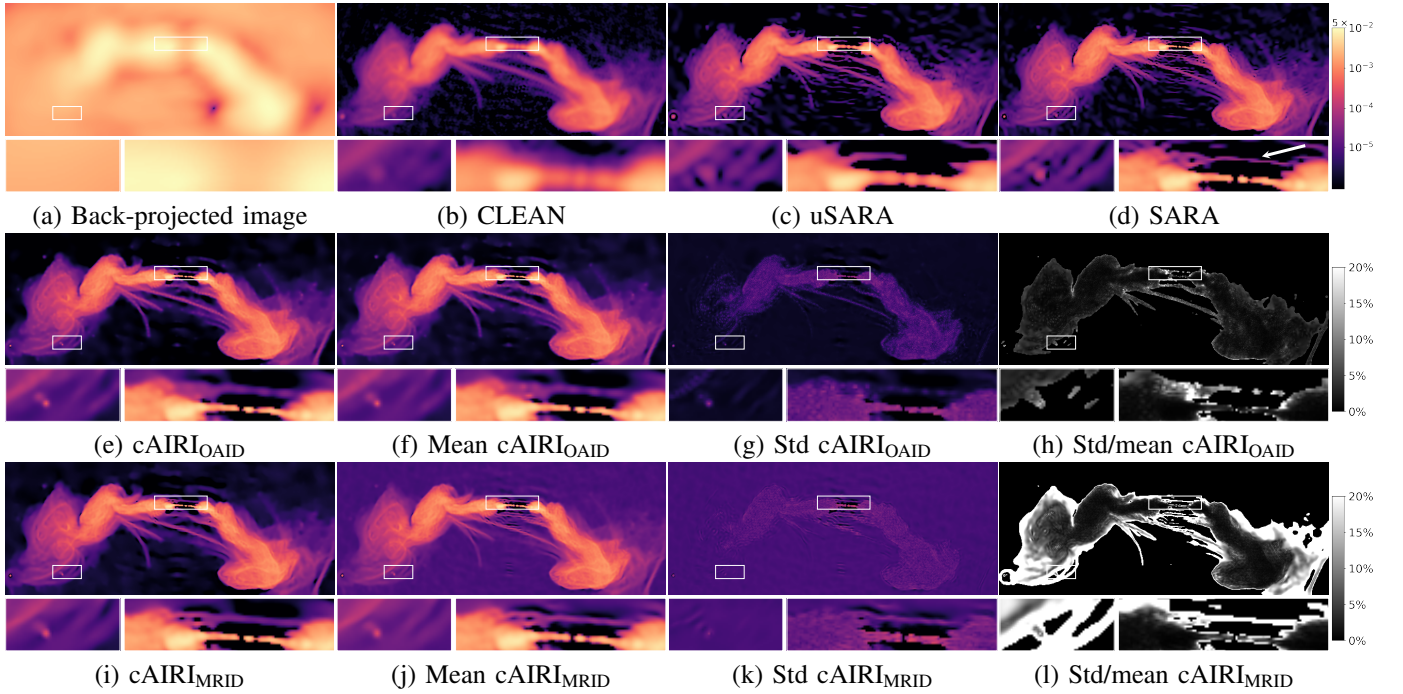 5 ×
10⁻²
10⁻³
10⁻⁴
10⁻⁵
(a) Back-projected image
(b) CLEAN
(c) uSARA
(d) SARA
20%
15%
10%
5%
0%
(e) cAIRI_OAID
(f) Mean cAIRI_OAID
(g) Std cAIRI_OAID
(h) Std/mean cAIRI_OAID
20%
15%
10%
5%
0%
(i) cAIRI_MRID
(j) Mean cAIRI_MRID
(k) Std cAIRI_MRID
(l) Std/mean cAIRI_MRID